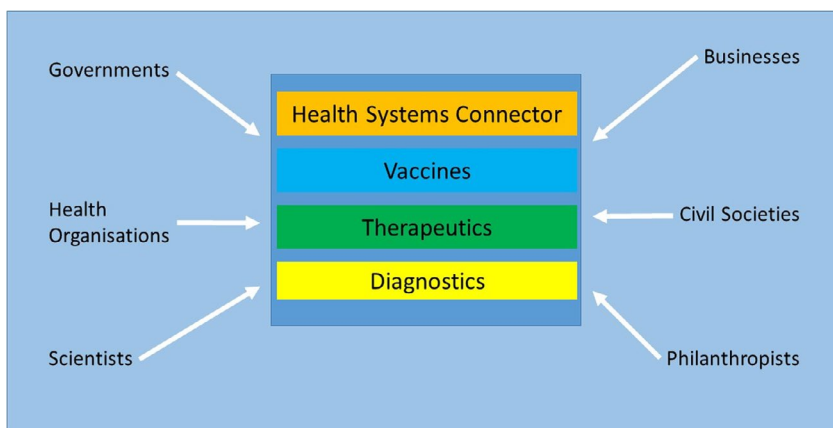 Governments
Businesses
Health Systems Connector
Vaccines
Health
Organisations
Civil Societies
Therapeutics
Diagnostics
Scientists
Philanthropists